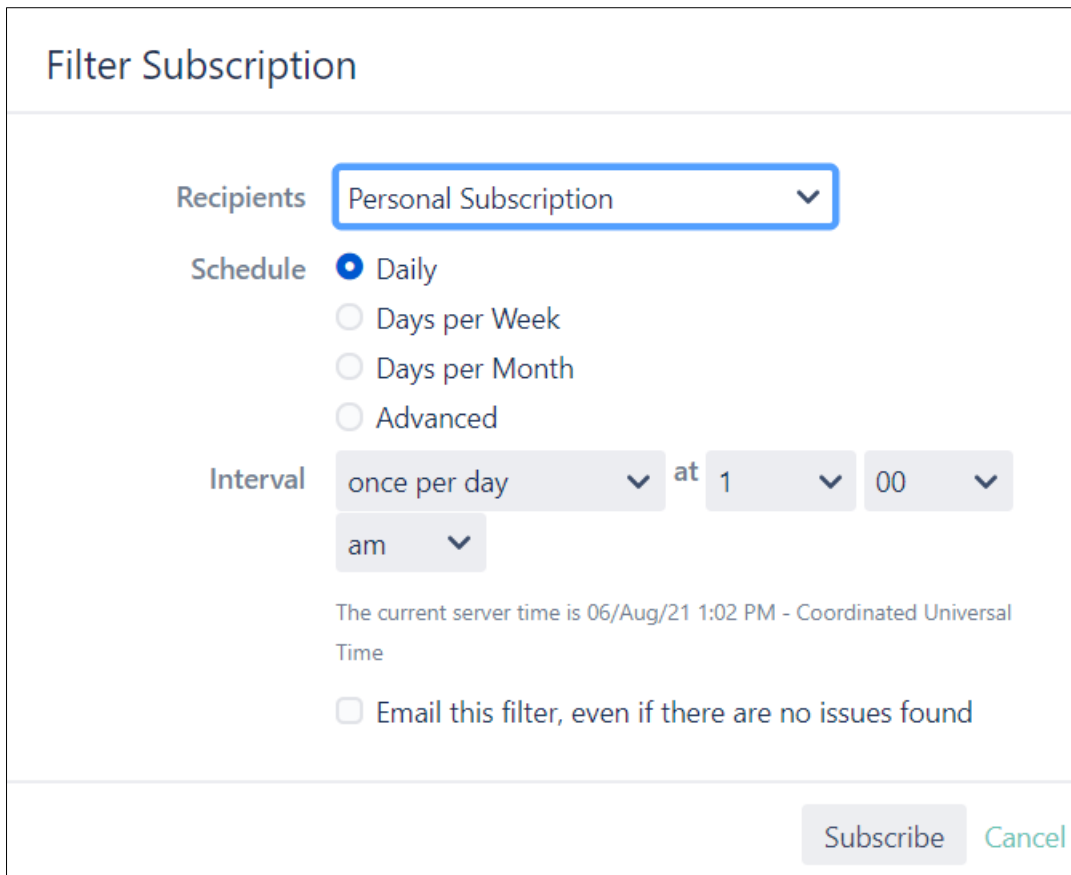 Filter Subscription
Recipients Personal Subscription
Schedule Daily
Days per Week
Days per Month
Advanced
Interval once per day at 1 00
am
The current server time is 06/Aug/21 1:02 PM - Coordinated Universal
Time
Email this filter, even if there are no issues found
Subscribe Cancel